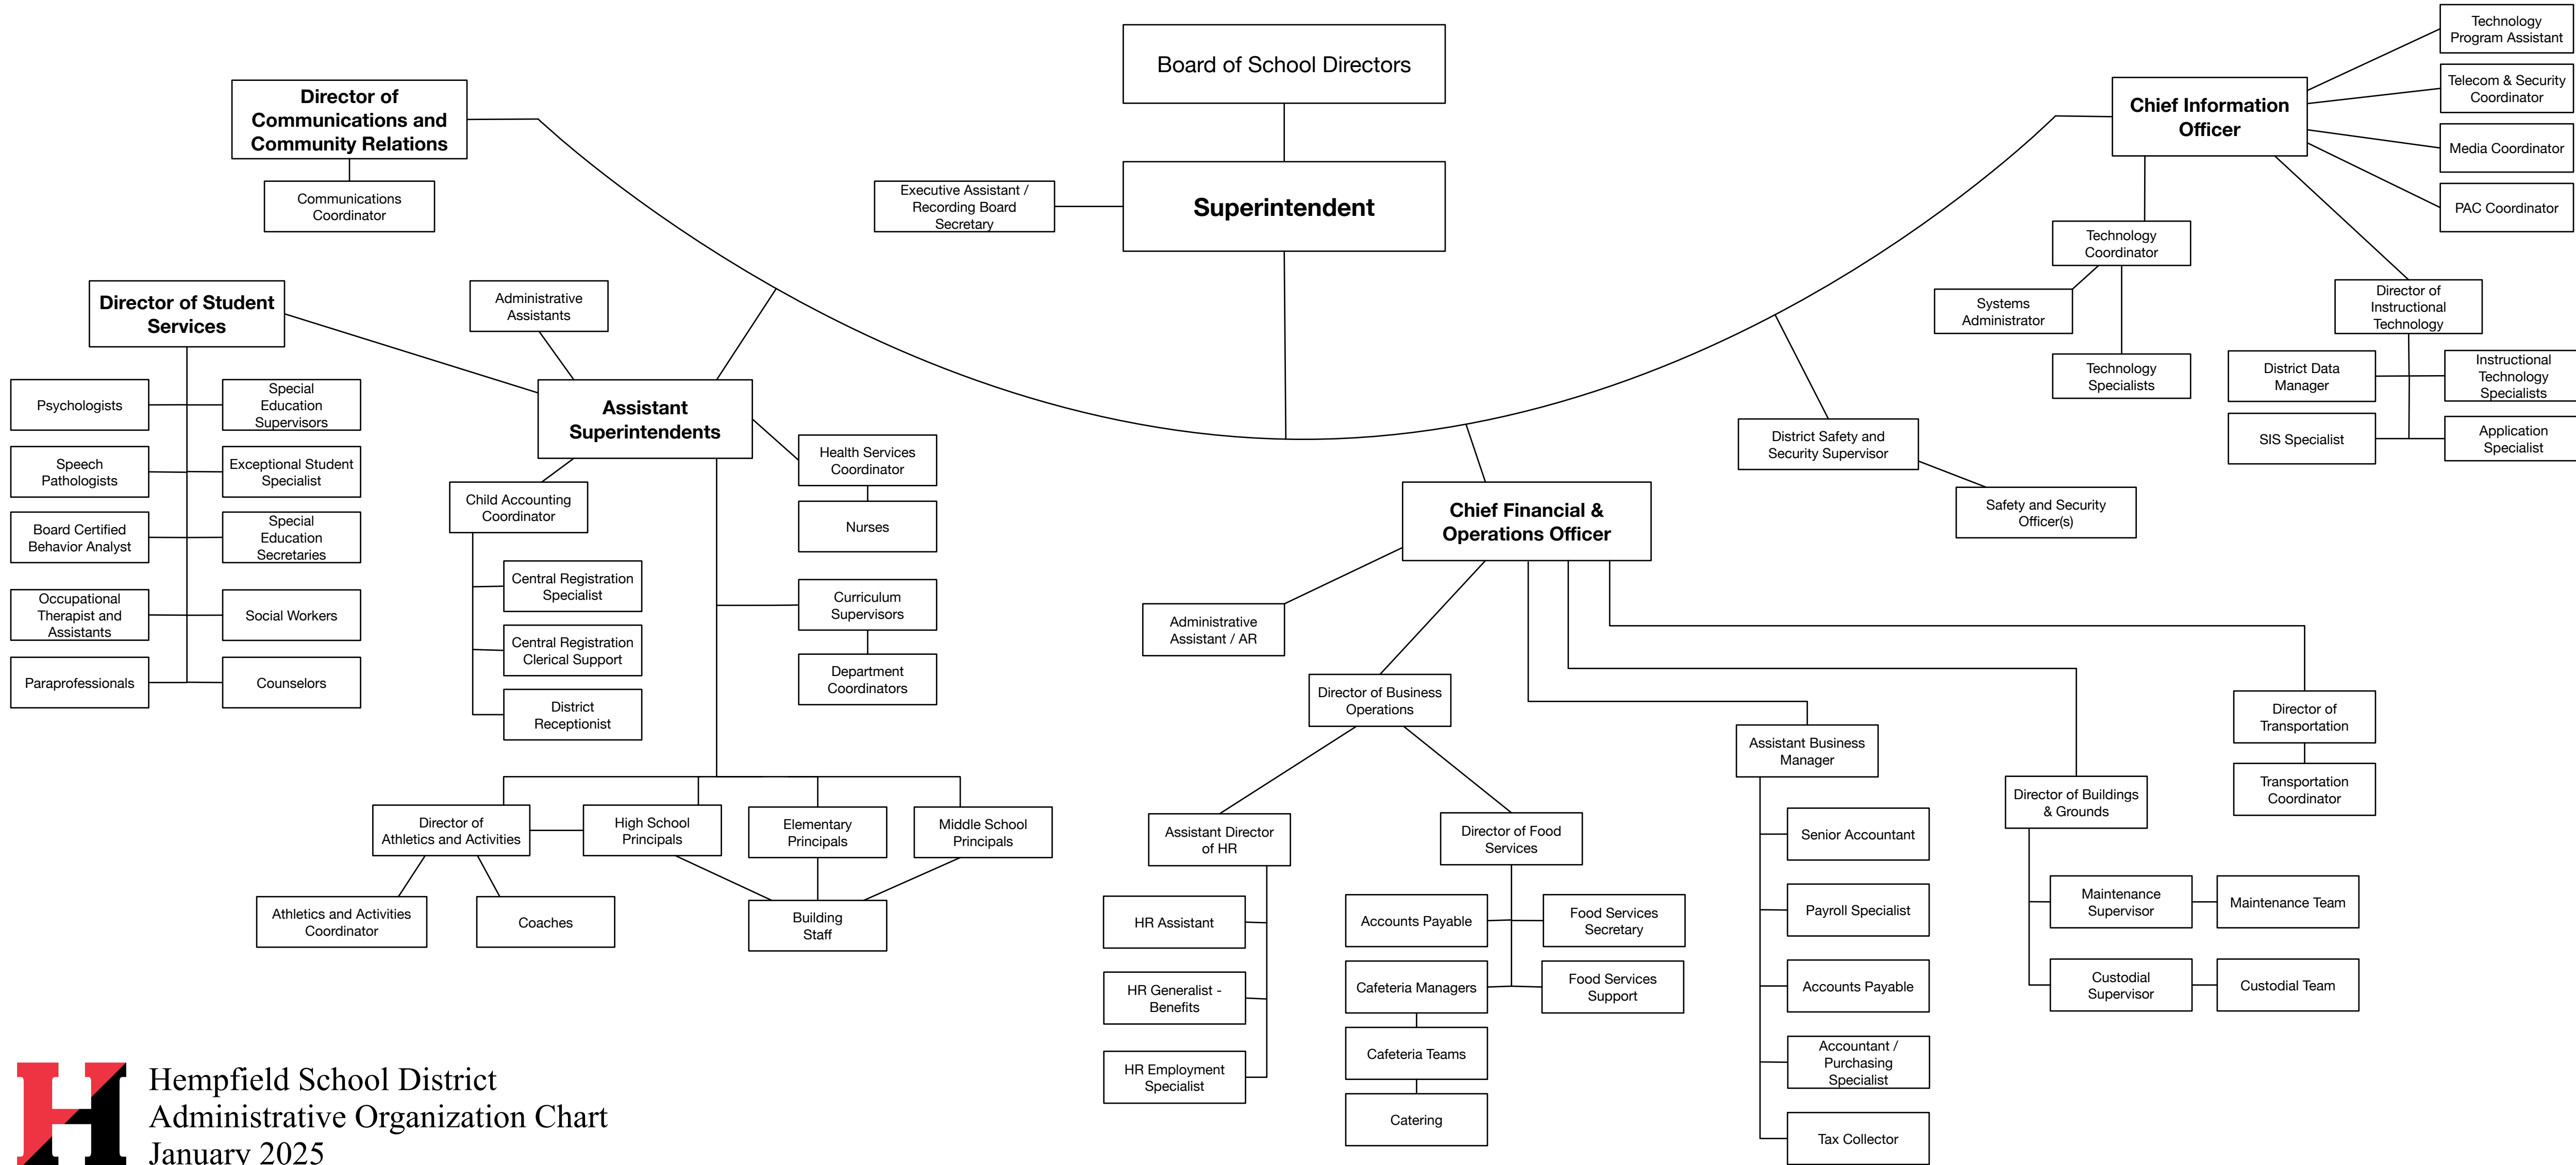 Board of School Directors
Superintendent
Executive Assistant /
Recording Board
Secretary
Director of
Communications and
Community Relations
Communications
Coordinator
Director of Student
Services
Psychologists
Special
Education
Supervisors
Speech
Pathologists
Exceptional Student
Specialist
Board Certified
Behavior Analyst
Special
Education
Secretaries
Occupational
Therapist and
Assistants
Social Workers
Paraprofessionals
Counselors
Administrative
Assistants
Assistant
Superintendents
Health Services
Coordinator
Nurses
Child Accounting
Coordinator
Central Registration
Specialist
Central Registration
Clerical Support
District
Receptionist
Curriculum
Supervisors
Department
Coordinators
Director of
Athletics and Activities
High School
Principals
Elementary
Principals
Middle School
Principals
Athletics and Activities
Coordinator
Coaches
Building
Staff
Chief Financial &
Operations Officer
Administrative
Assistant / AR
Director of Business
Operations
Assistant Director
of HR
HR Assistant
HR Generalist -
Benefits
HR Employment
Specialist
Director of Food
Services
Accounts Payable
Food Services
Secretary
Cafeteria Managers
Food Services
Support
Cafeteria Teams
Catering
Assistant Business
Manager
Senior Accountant
Payroll Specialist
Accounts Payable
Accountant /
Purchasing
Specialist
Tax Collector
Director of Buildings
& Grounds
Maintenance
Supervisor
Maintenance Team
Custodial
Supervisor
Custodial Team
Director of
Transportation
Transportation
Coordinator
District Safety and
Security Supervisor
Safety and Security
Officer(s)
Chief Information
Officer
Technology
Program Assistant
Telecom & Security
Coordinator
Media Coordinator
PAC Coordinator
Technology
Coordinator
Systems
Administrator
Technology
Specialists
Director of
Instructional
Technology
District Data
Manager
Instructional
Technology
Specialists
SIS Specialist
Application
Specialist
H
Hempfield School District
Administrative Organization Chart
January 2025